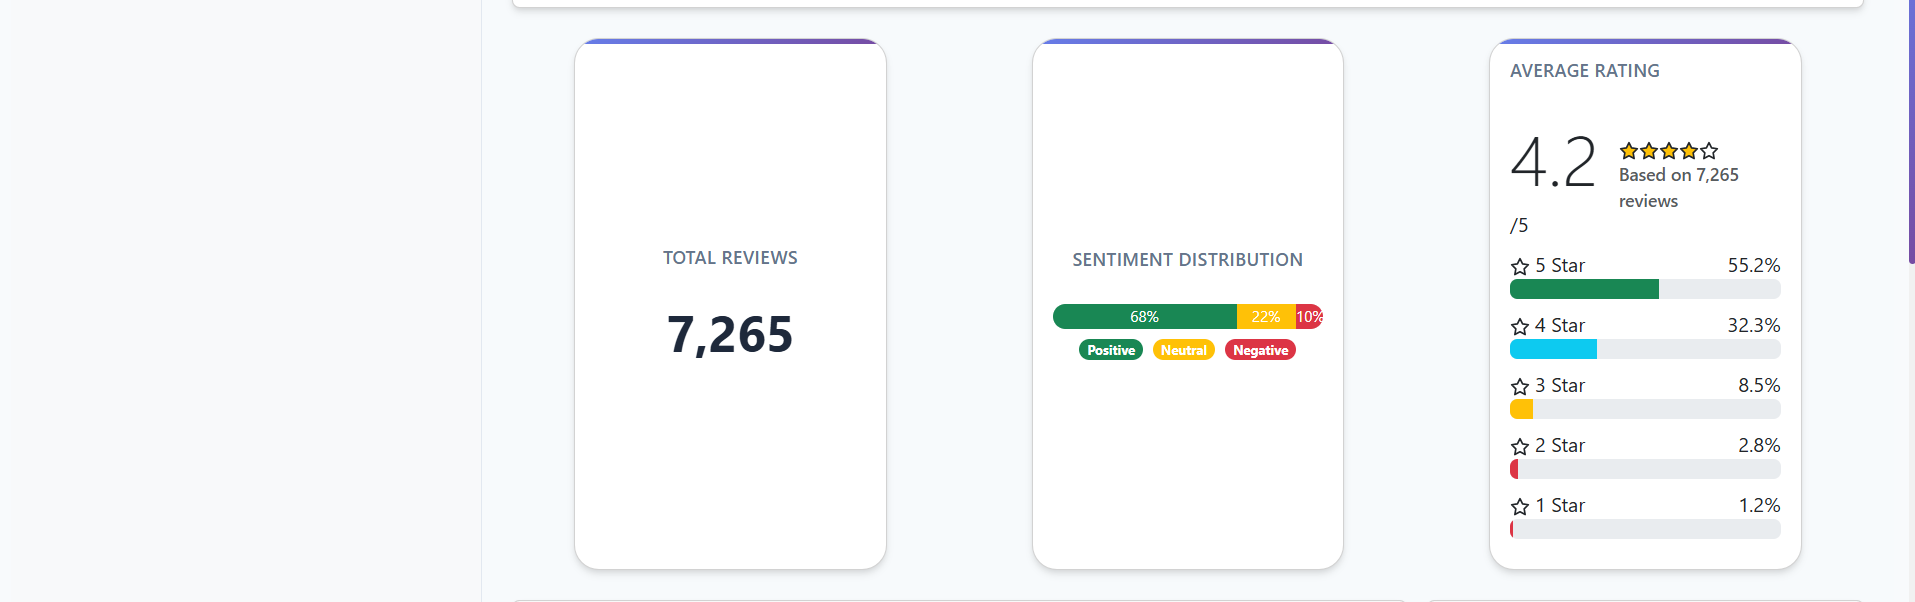 TOTAL REVIEWS
7,265
SENTIMENT DISTRIBUTION
68% 22% 10%
Positive Neutral Negative
AVERAGE RATING
4.2
Based on 7,265
reviews
/5
5 Star 55.2%
4 Star 32.3%
3 Star 8.5%
2 Star 2.8%
1 Star 1.2%